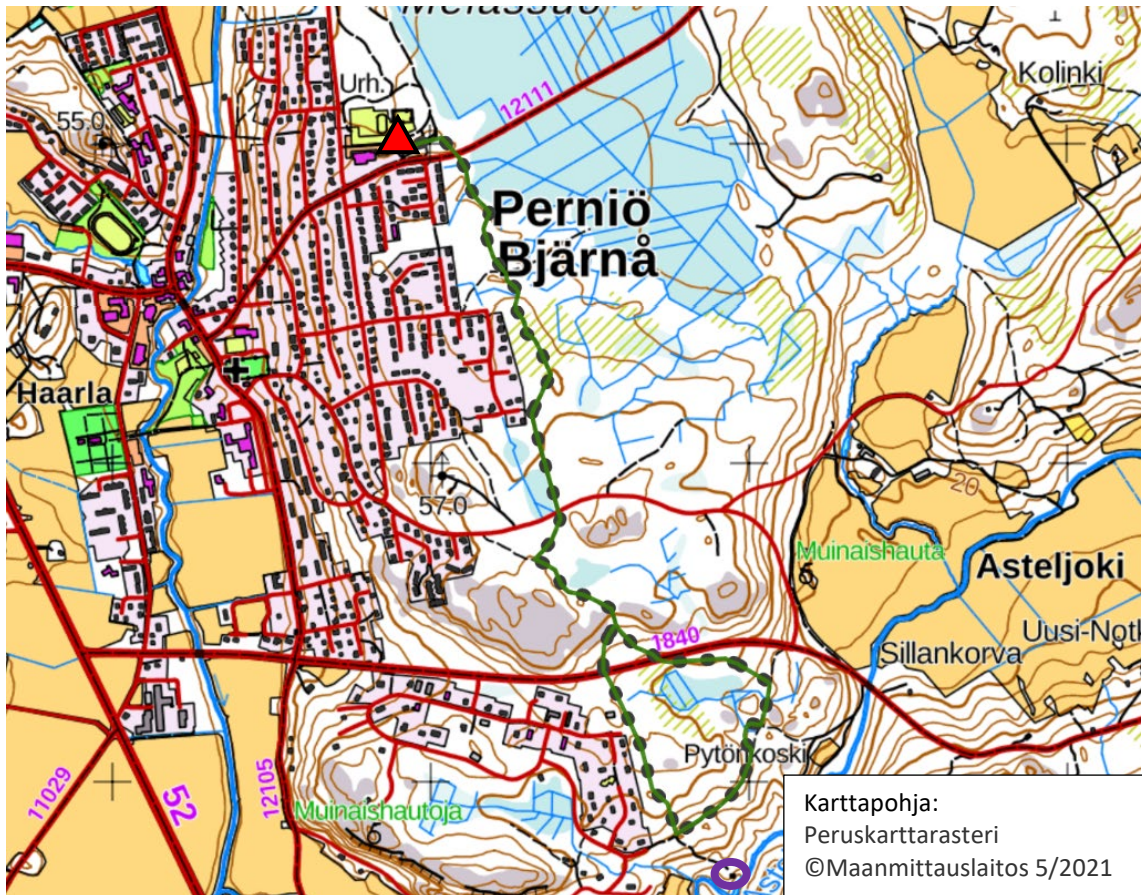 Melassuo
Kolinki
Urh.
12111
55.0
Perniö
Bjärnå
Haarla
57.0
20
Muinaishauta
Asteljoki
1840
Uusi-Notl
Sillankorva
Pytönkoski
11029
52
12105
Muinaishautoja
Karttapohja:
Peruskarttarasteri
©Maanmittauslaitos 5/2021